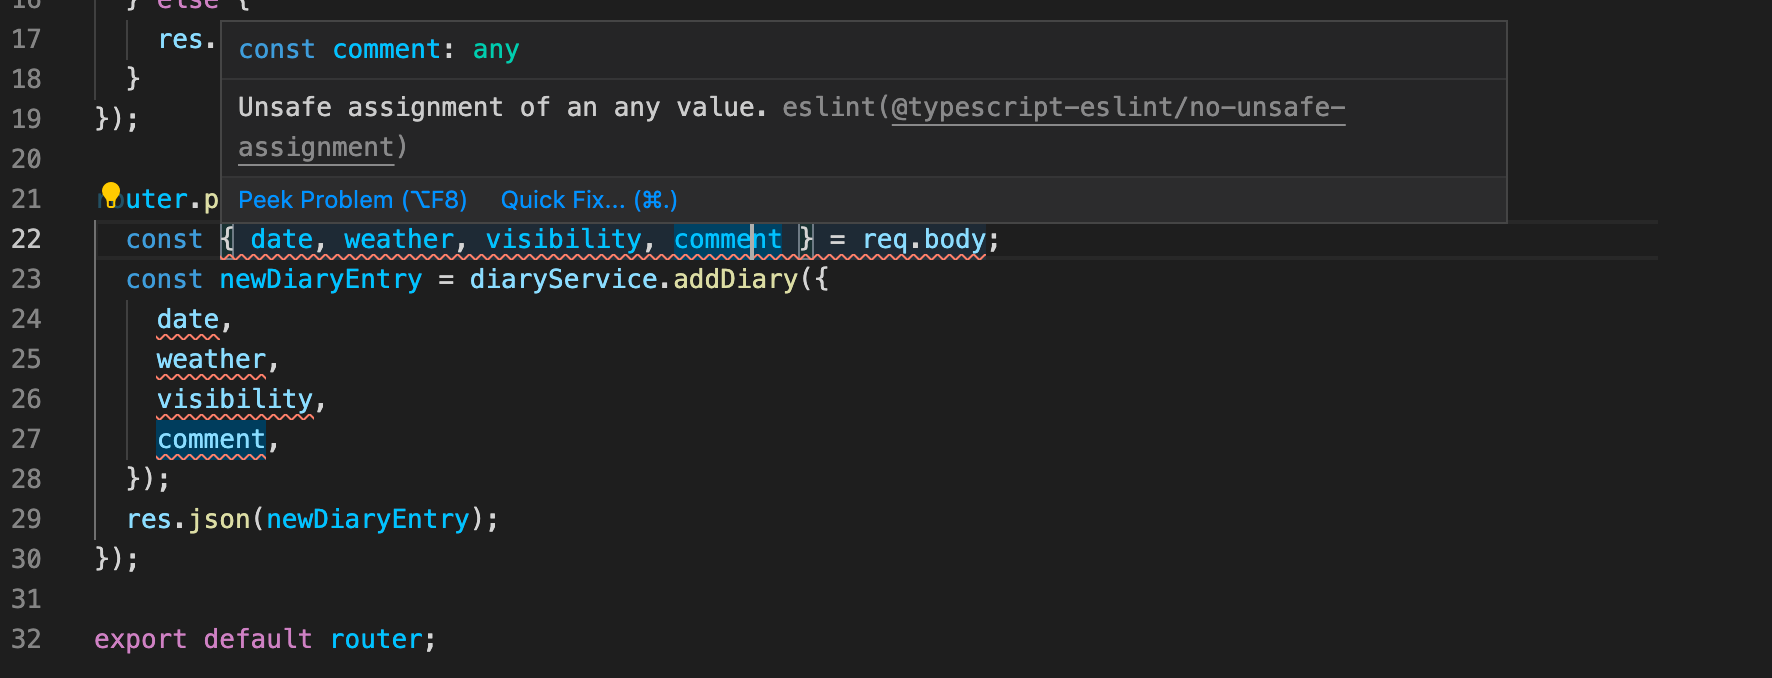 16 } else {
17 res.
const comment: any
18 }
Unsafe assignment of an any value. eslint(@typescript-eslint/no-unsafe-
19 });
assignment)
20
21 router.p
Peek Problem (⌥F8) Quick Fix... (⌘.)
22 const { date, weather, visibility, comment } = req.body;
23 const newDiaryEntry = diaryService.addDiary({
24 date,
25 weather,
26 visibility,
27 comment,
28 });
29 res.json(newDiaryEntry);
30 });
31
32 export default router;